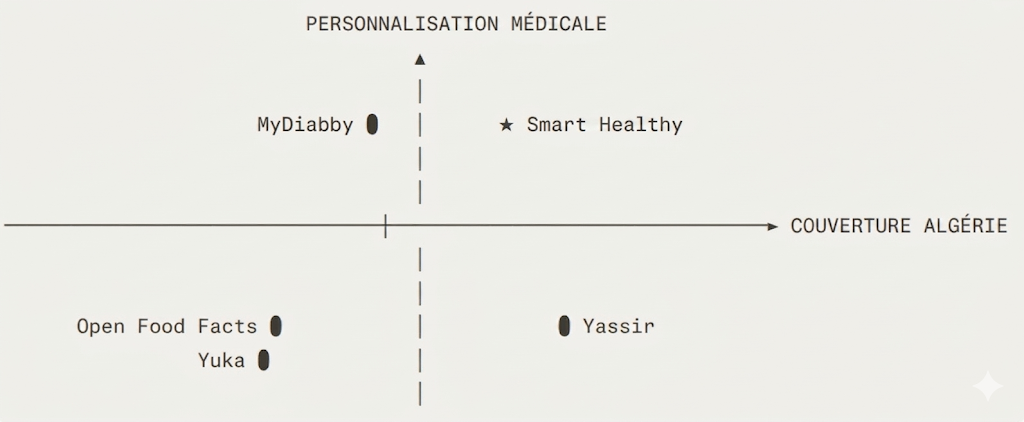 PERSONNALISATION MÉDICALE
MyDiabby
Smart Healthy
COUVERTURE ALGÉRIE
Open Food Facts
Yassir
Yuka